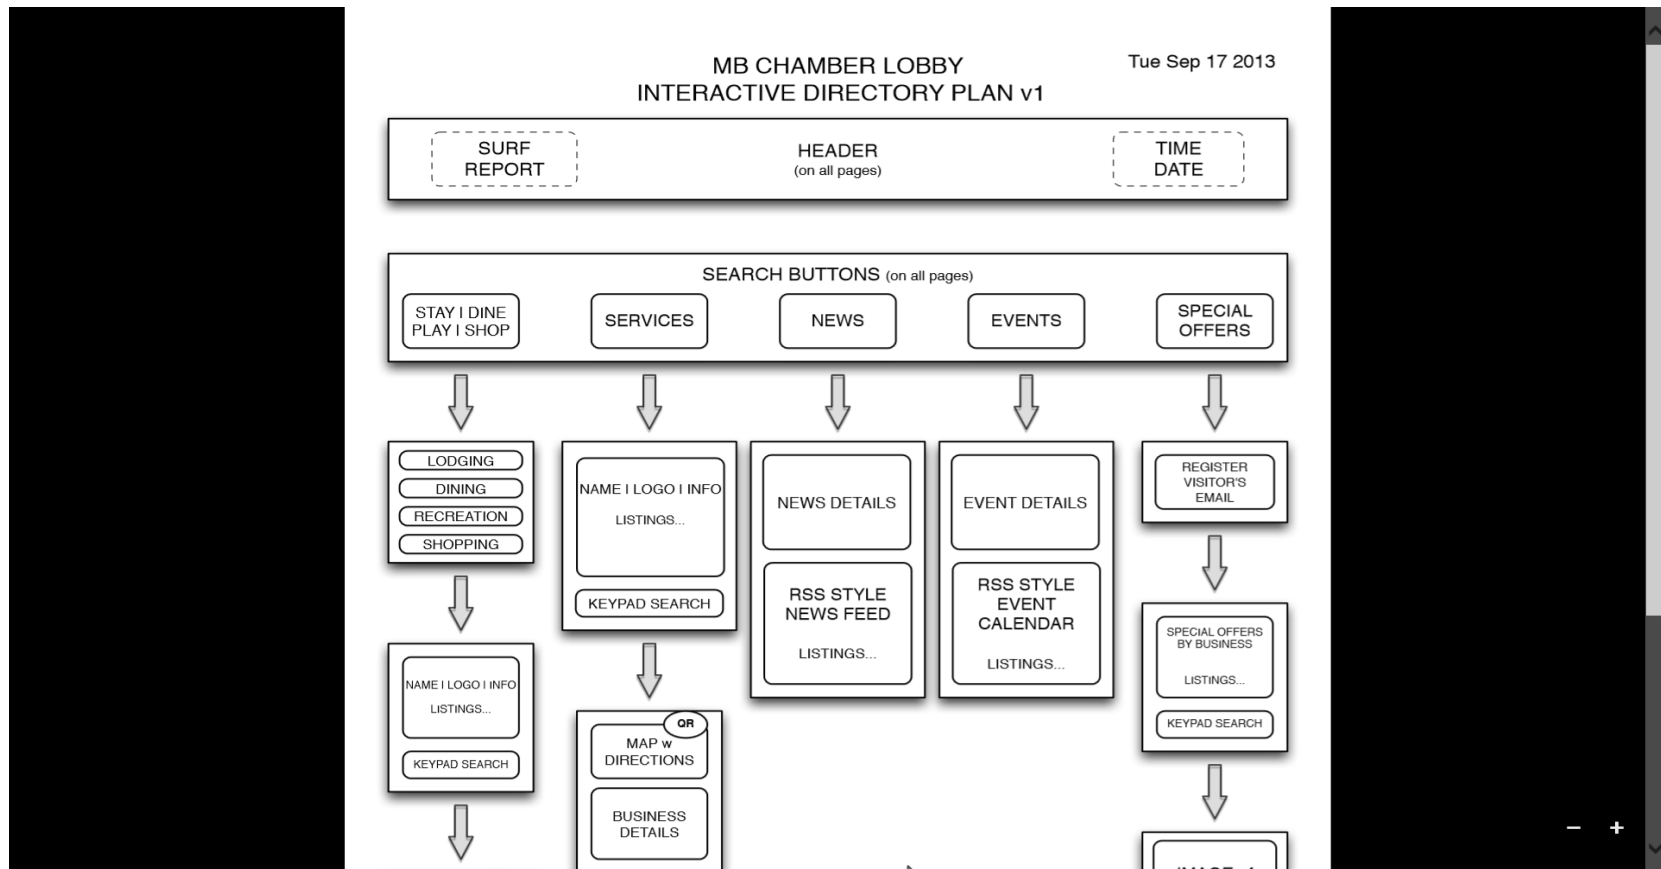 MB CHAMBER LOBBY
INTERACTIVE DIRECTORY PLAN v1
Tue Sep 17 2013
SURF
REPORT
HEADER
(on all pages)
TIME
DATE
SEARCH BUTTONS (on all pages)
STAY | DINE
PLAY | SHOP
SERVICES
NEWS
EVENTS
SPECIAL
OFFERS
LODGING
DINING
RECREATION
SHOPPING
NAME | LOGO | INFO
LISTINGS...
KEYPAD SEARCH
NAME | LOGO | INFO
LISTINGS...
KEYPAD SEARCH
QR
MAP w
DIRECTIONS
BUSINESS
DETAILS
NEWS DETAILS
RSS STYLE
NEWS FEED
LISTINGS...
EVENT DETAILS
RSS STYLE
EVENT
CALENDAR
LISTINGS...
REGISTER
VISITOR'S
EMAIL
SPECIAL OFFERS
BY BUSINESS
LISTINGS...
KEYPAD SEARCH